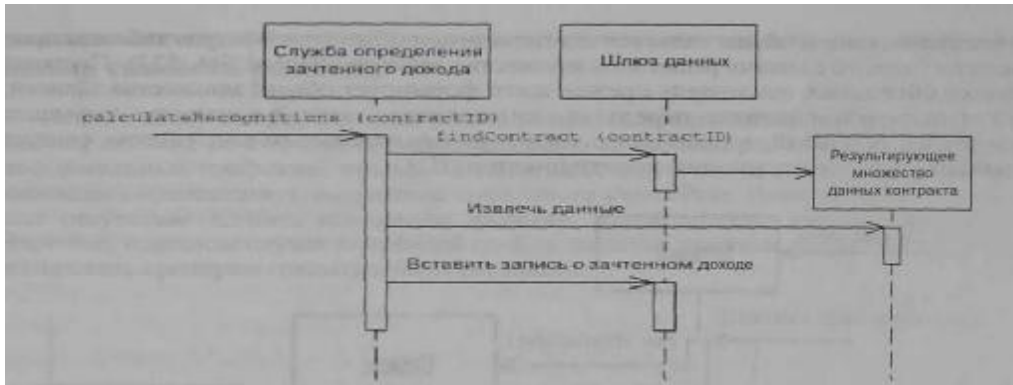 Служба определения
зачтенного дохода
Шлюз данных
calculateRecognitions (contractID)
findContract (contractID)
Результирующее
множество
данных контракта
Извлечь данные
Вставить запись о зачтенном доходе